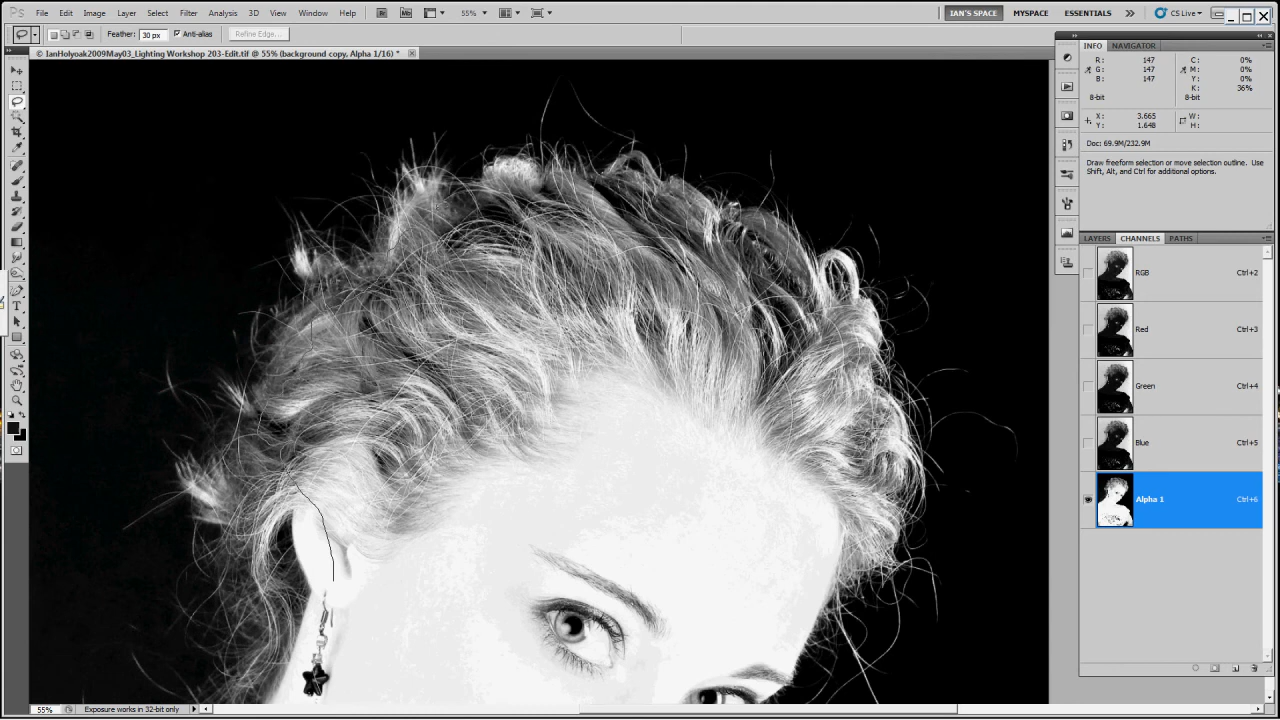 Ps File Edit Image Layer Select Filter Analysis 3D View Window Help Br Mb 55% IAN'S SPACE MYSPACE ESSENTIALS CS Live
Feather: 30 px Anti-alias Refine Edge...
© IanHolyoak2009May03_Lighting Workshop 203-Edit.tif @ 55% (background copy, Alpha 1/16) *
INFO NAVIGATOR
R: 147 C: 0%
G: 147 M: 0%
B: 147 Y: 0%
K: 36%
8-bit 8-bit
X: 3.665 W:
Y: 1.648 H:
Doc: 69.9M/232.9M
Draw freeform selection or move selection outline. Use
Shift, Alt, and Ctrl for additional options.
LAYERS CHANNELS PATHS
RGB Ctrl+2
Red Ctrl+3
Green Ctrl+4
Blue Ctrl+5
Alpha 1 Ctrl+6
T
55% Exposure works in 32-bit only